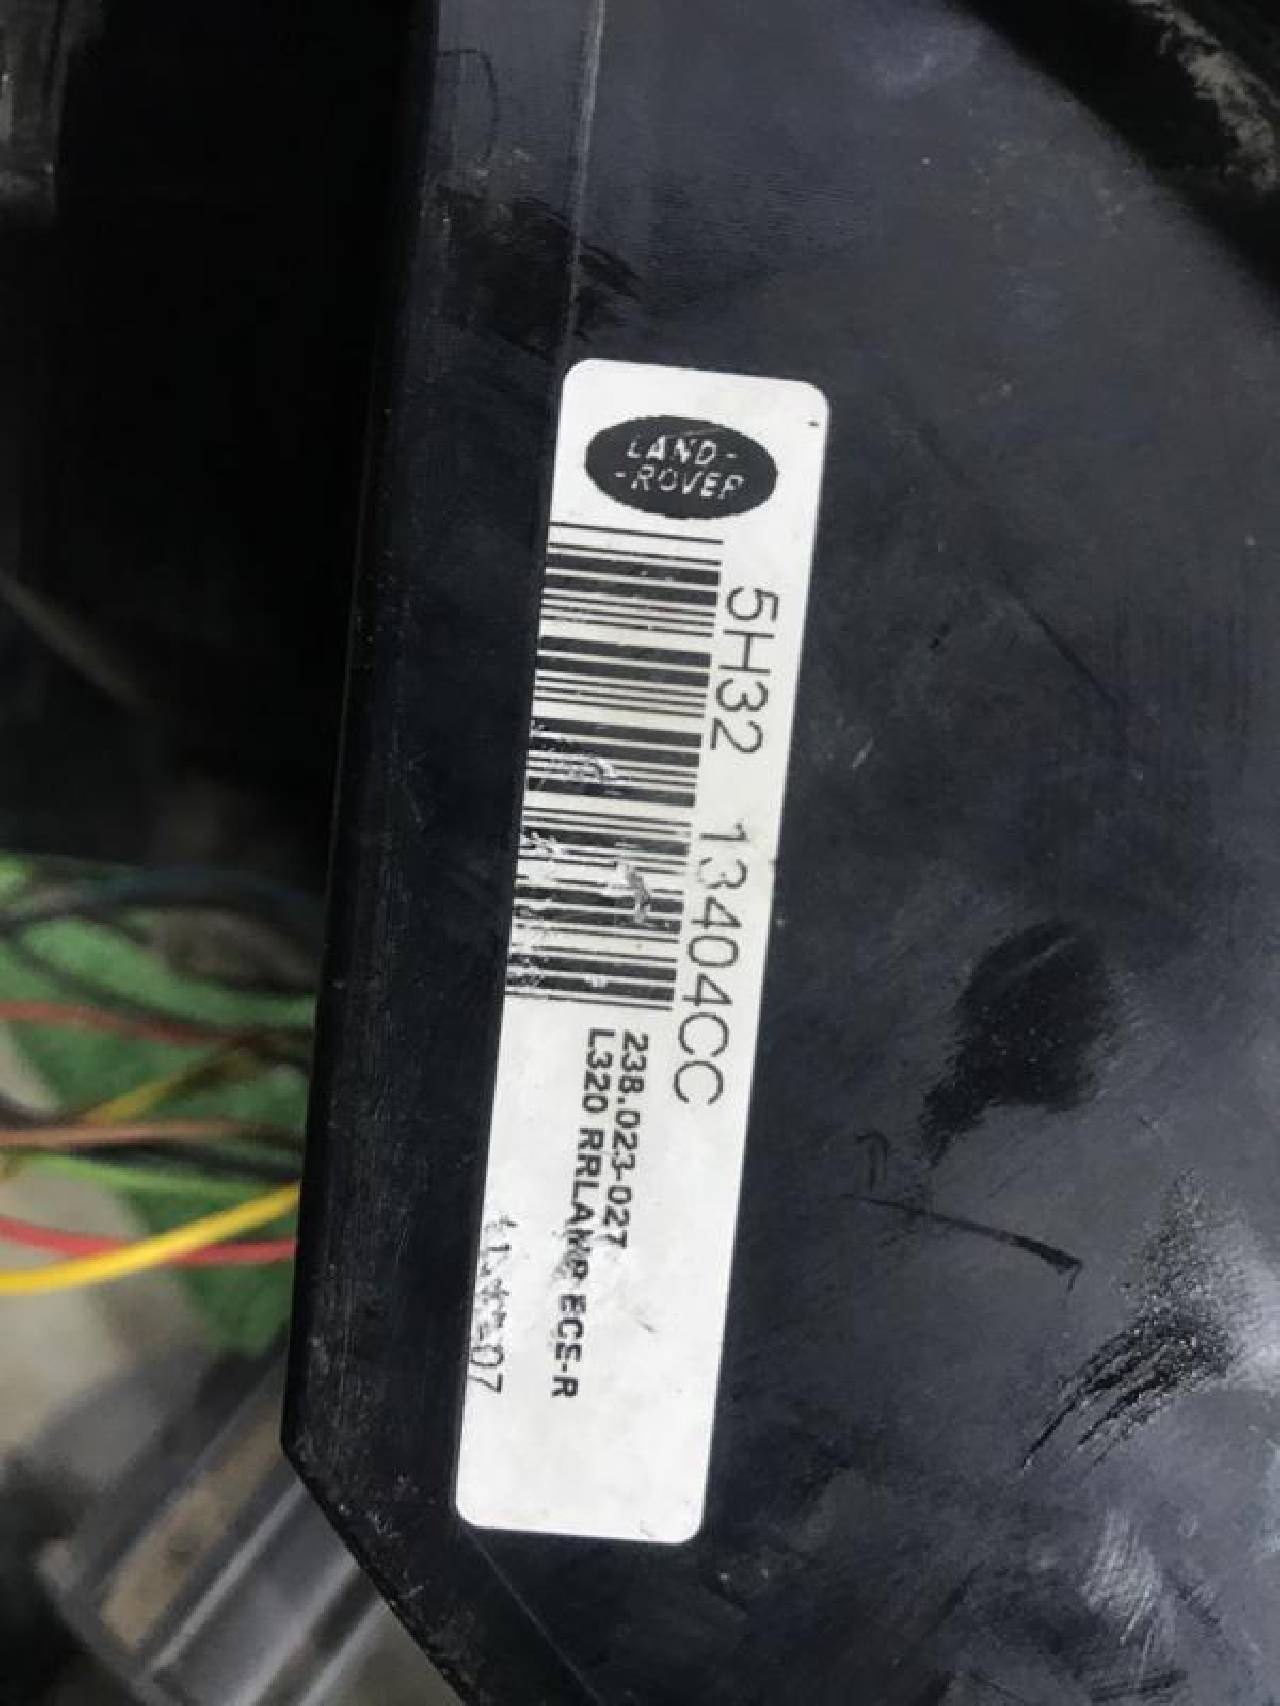 LAND-
-ROVER
5H32 13404CC
238.023-027
L320 RRLAMP ECE-R